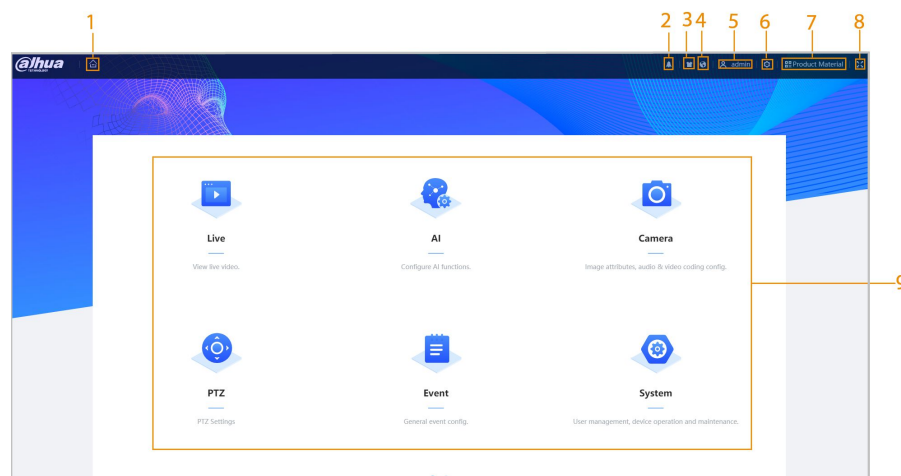 1 2 3 4 5 6 7 8
alhua
TECHNOLOGY
admin Product Material
Live AI Camera
View live video. Configure AI functions. Image attributes, audio & video coding config.
9
PTZ Event System
PTZ Settings General event config. User management, device operation and maintenance.